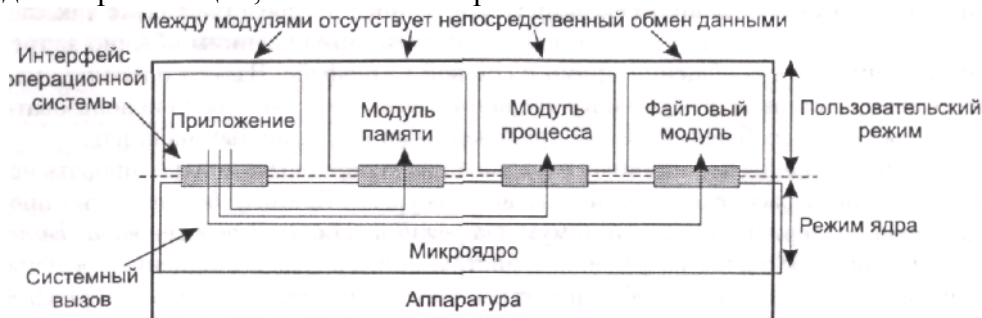 Между модулями отсутствует непосредственный обмен данными
Интерфейс
операционной
системы
Приложение
Модуль
памяти
Модуль
процесса
Файловый
модуль
Пользовательский
режим
Режим ядра
Микроядро
Системный
вызов
Аппаратура